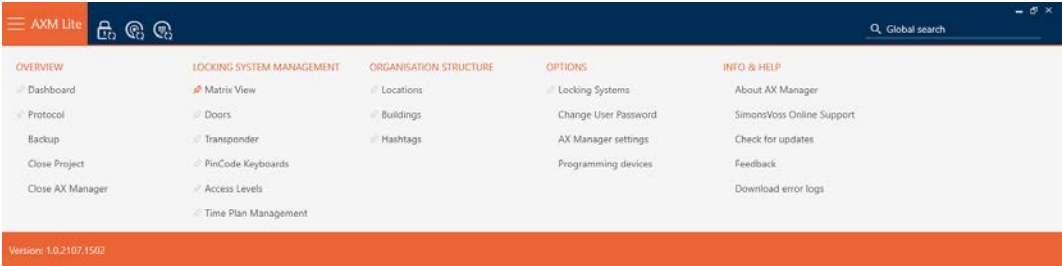 AXM Lite
Global search
OVERVIEW
Dashboard
Protocol
Backup
Close Project
Close AX Manager
LOCKING SYSTEM MANAGEMENT
Matrix View
Doors
Transponder
PinCode Keyboards
Access Levels
Time Plan Management
ORGANISATION STRUCTURE
Locations
Buildings
Hashtags
OPTIONS
Locking Systems
Change User Password
AX Manager settings
Programming devices
INFO & HELP
About AX Manager
SimonsVoss Online Support
Check for updates
Feedback
Download error logs
Version: 1.0.2107.1502